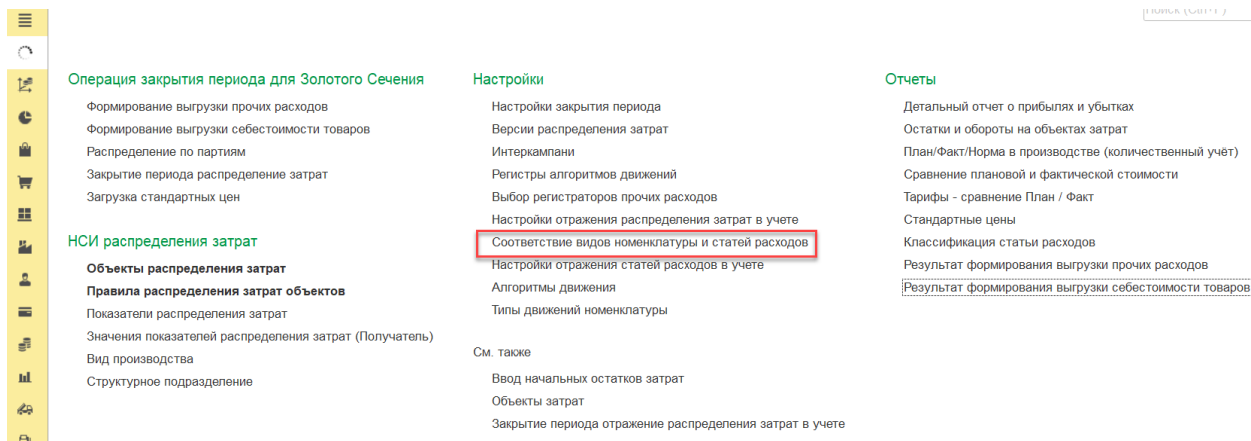 Поиск (Ctrl+F)
Операция закрытия периода для Золотого Сечения
Формирование выгрузки прочих расходов
Формирование выгрузки себестоимости товаров
Распределение по партиям
Закрытие периода распределение затрат
Загрузка стандартных цен
НСИ распределения затрат
Объекты распределения затрат
Правила распределения затрат объектов
Показатели распределения затрат
Значения показателей распределения затрат (Получатель)
Вид производства
Структурное подразделение
Настройки
Настройки закрытия периода
Версии распределения затрат
Интеркампани
Регистры алгоритмов движений
Выбор регистраторов прочих расходов
Настройки отражения распределения затрат в учете
Соответствие видов номенклатуры и статей расходов
Настройки отражения статей расходов в учете
Алгоритмы движения
Типы движений номенклатуры
См. также
Ввод начальных остатков затрат
Объекты затрат
Закрытие периода отражение распределения затрат в учете
Отчеты
Детальный отчет о прибылях и убытках
Остатки и обороты на объектах затрат
План/Факт/Норма в производстве (количественный учёт)
Сравнение плановой и фактической стоимости
Тарифы - сравнение План / Факт
Стандартные цены
Классификация статьи расходов
Результат формирования выгрузки прочих расходов
Результат формирования выгрузки себестоимости товаров